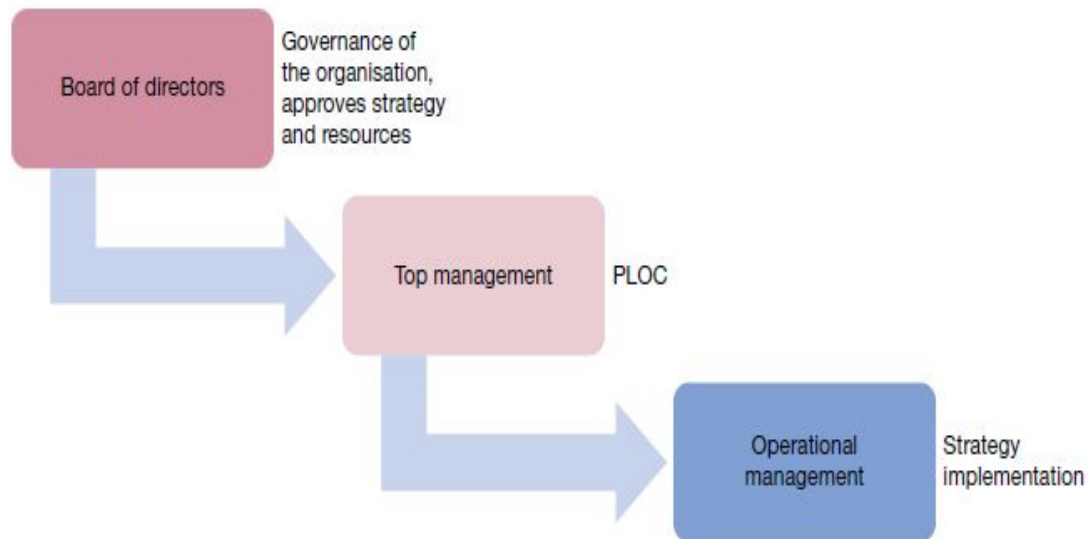 Board of directors
Governance of
the organisation,
approves strategy
and resources
Top management
PLOC
Operational
management
Strategy
implementation